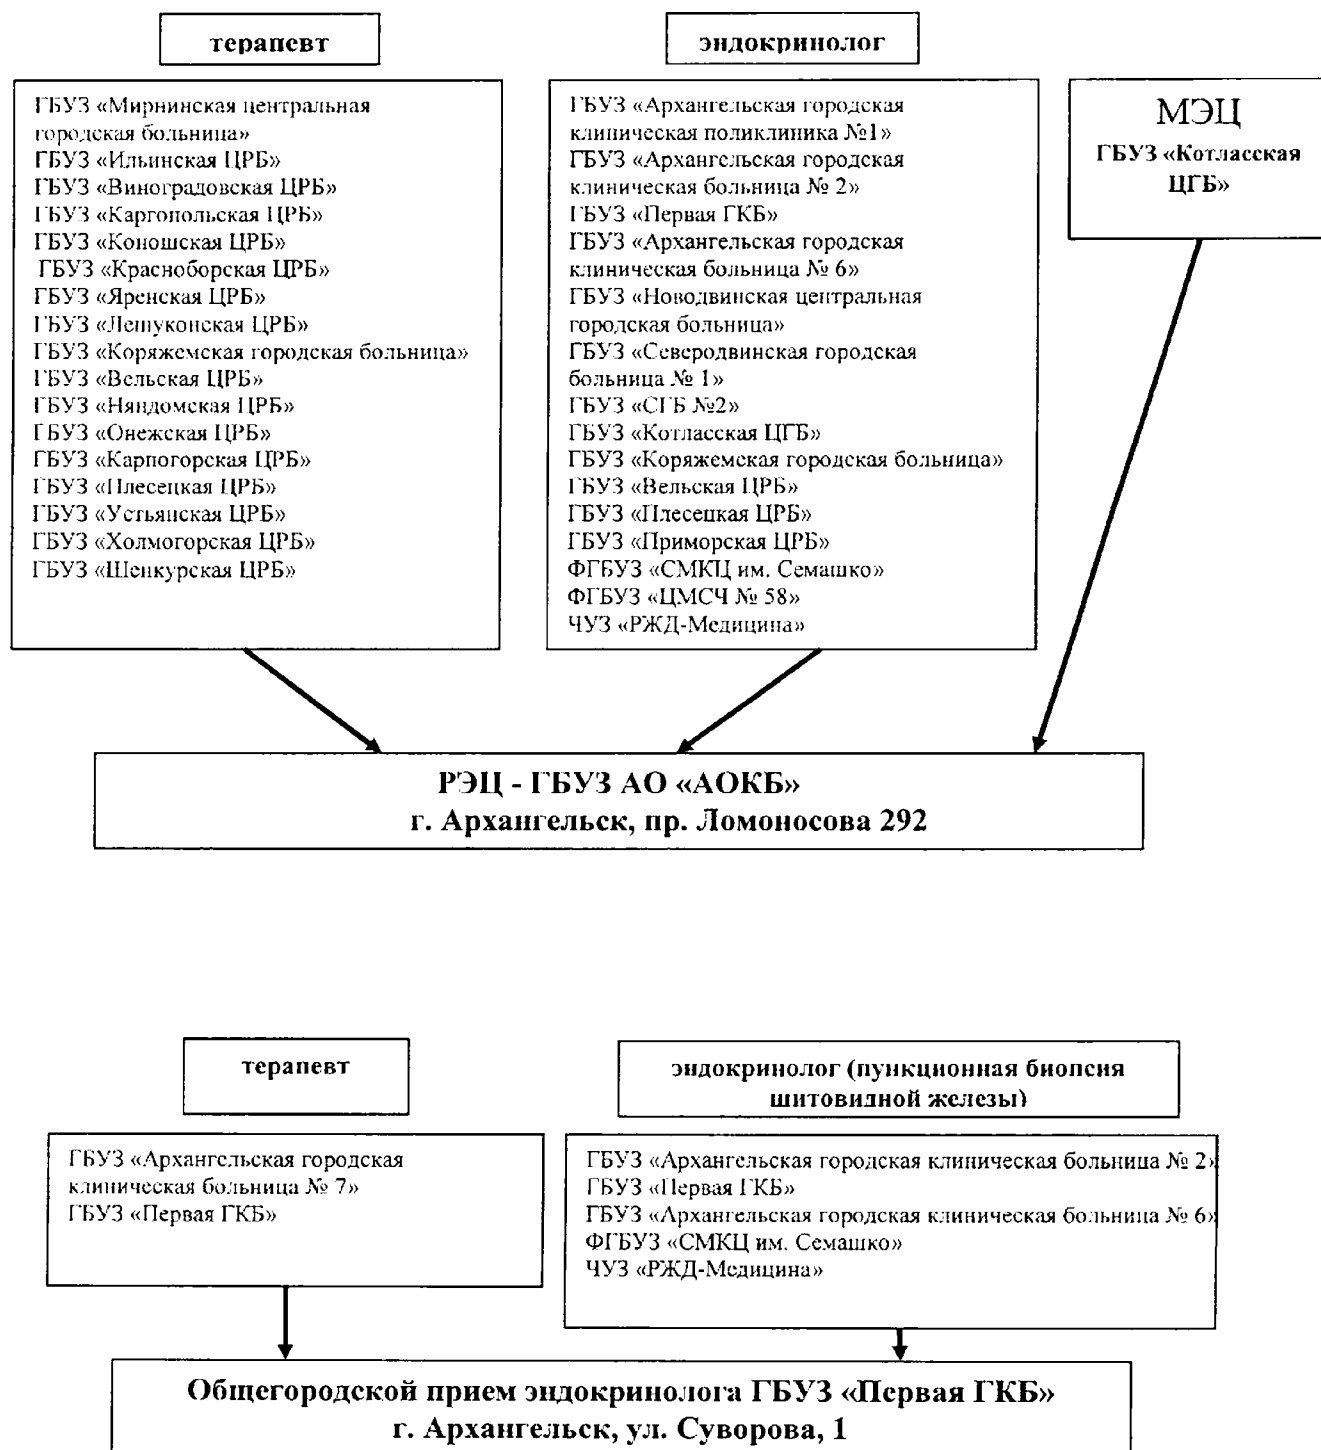 терапевт
ГБУЗ «Мирнинская центральная
городская больница»
ГБУЗ «Ильинская ЦРБ»
ГБУЗ «Виноградовская ЦРБ»
ГБУЗ «Каргопольская ЦРБ»
ГБУЗ «Коношская ЦРБ»
ГБУЗ «Красноборская ЦРБ»
ГБУЗ «Яренская ЦРБ»
ГБУЗ «Лешуконская ЦРБ»
ГБУЗ «Коряжемская городская больница»
ГБУЗ «Вельская ЦРБ»
ГБУЗ «Няндомская ЦРБ»
ГБУЗ «Онежская ЦРБ»
ГБУЗ «Карпогорская ЦРБ»
ГБУЗ «Плесецкая ЦРБ»
ГБУЗ «Устьянская ЦРБ»
ГБУЗ «Холмогорская ЦРБ»
ГБУЗ «Шенкурская ЦРБ»
эндокринолог
ГБУЗ «Архангельская городская
клиническая поликлиника №1»
ГБУЗ «Архангельская городская
клиническая больница № 2»
ГБУЗ «Первая ГКБ»
ГБУЗ «Архангельская городская
клиническая больница № 6»
ГБУЗ «Новодвинская центральная
городская больница»
ГБУЗ «Северодвинская городская
больница № 1»
ГБУЗ «СГБ №2»
ГБУЗ «Котласская ЦГБ»
ГБУЗ «Коряжемская городская больница»
ГБУЗ «Вельская ЦРБ»
ГБУЗ «Плесецкая ЦРБ»
ГБУЗ «Приморская ЦРБ»
ФГБУЗ «СМКЦ им. Семашко»
ФГБУЗ «ЦМСЧ № 58»
ЧУЗ «РЖД-Медицина»
МЭЦ
ГБУЗ «Котласская
ЦГБ»
РЭЦ - ГБУЗ АО «АОКБ»
г. Архангельск, пр. Ломоносова 292
терапевт
ГБУЗ «Архангельская городская
клиническая больница № 7»
ГБУЗ «Первая ГКБ»
эндокринолог (пункционная биопсия
щитовидной железы)
ГБУЗ «Архангельская городская клиническая больница № 2»
ГБУЗ «Первая ГКБ»
ГБУЗ «Архангельская городская клиническая больница № 6»
ФГБУЗ «СМКЦ им. Семашко»
ЧУЗ «РЖД-Медицина»
Общегородской прием эндокринолога ГБУЗ «Первая ГКБ»
г. Архангельск, ул. Суворова, 1